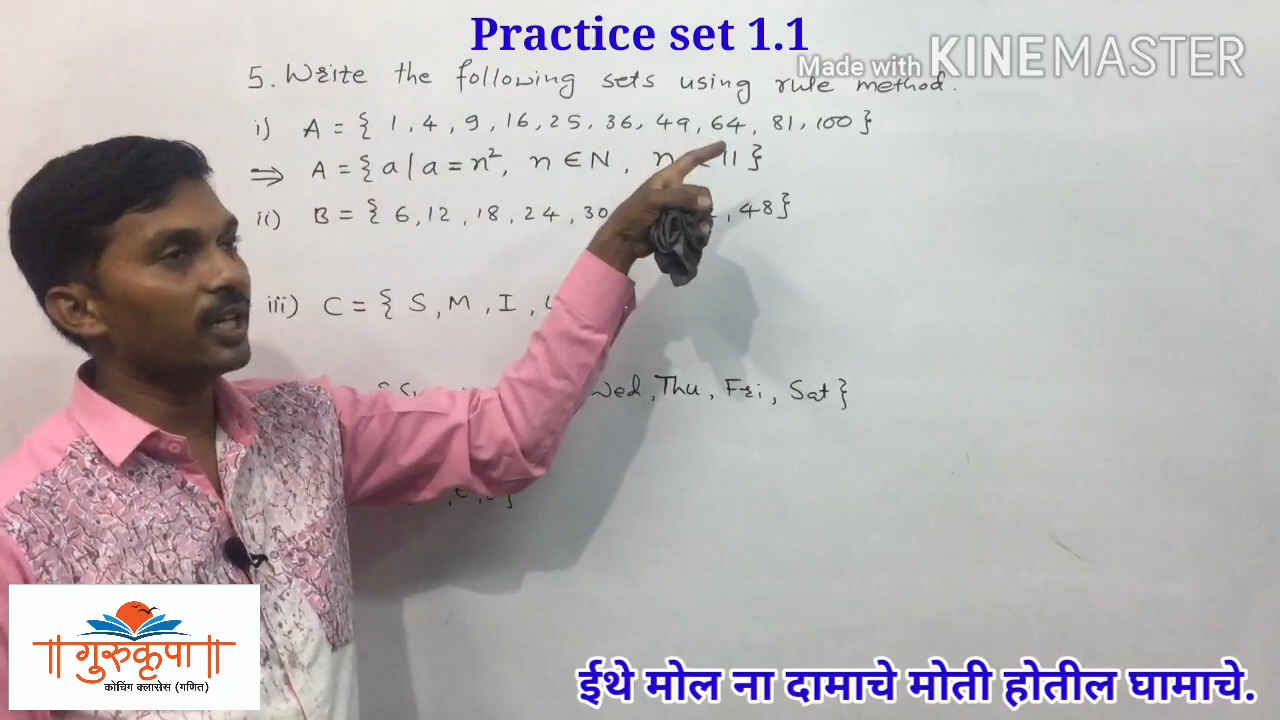 Practice set 1.1
Made with KINEMASTER
5. Write the following sets using rule method.
i) A = { 1, 4, 9, 16, 25, 36, 49, 64, 81, 100 }
⇒ A = { a / a = n², n ∈ N, n 11 }
ii) B = { 6, 12, 18, 24, 30 , 48 }
iii) C = { S, M, I,
Wed, Thu, Fri, Sat }
|| गुरुकृपा ||
कोचिंग क्लासेस (गणित)
ईथे मोल ना दामाचे मोती होतील घामाचे.